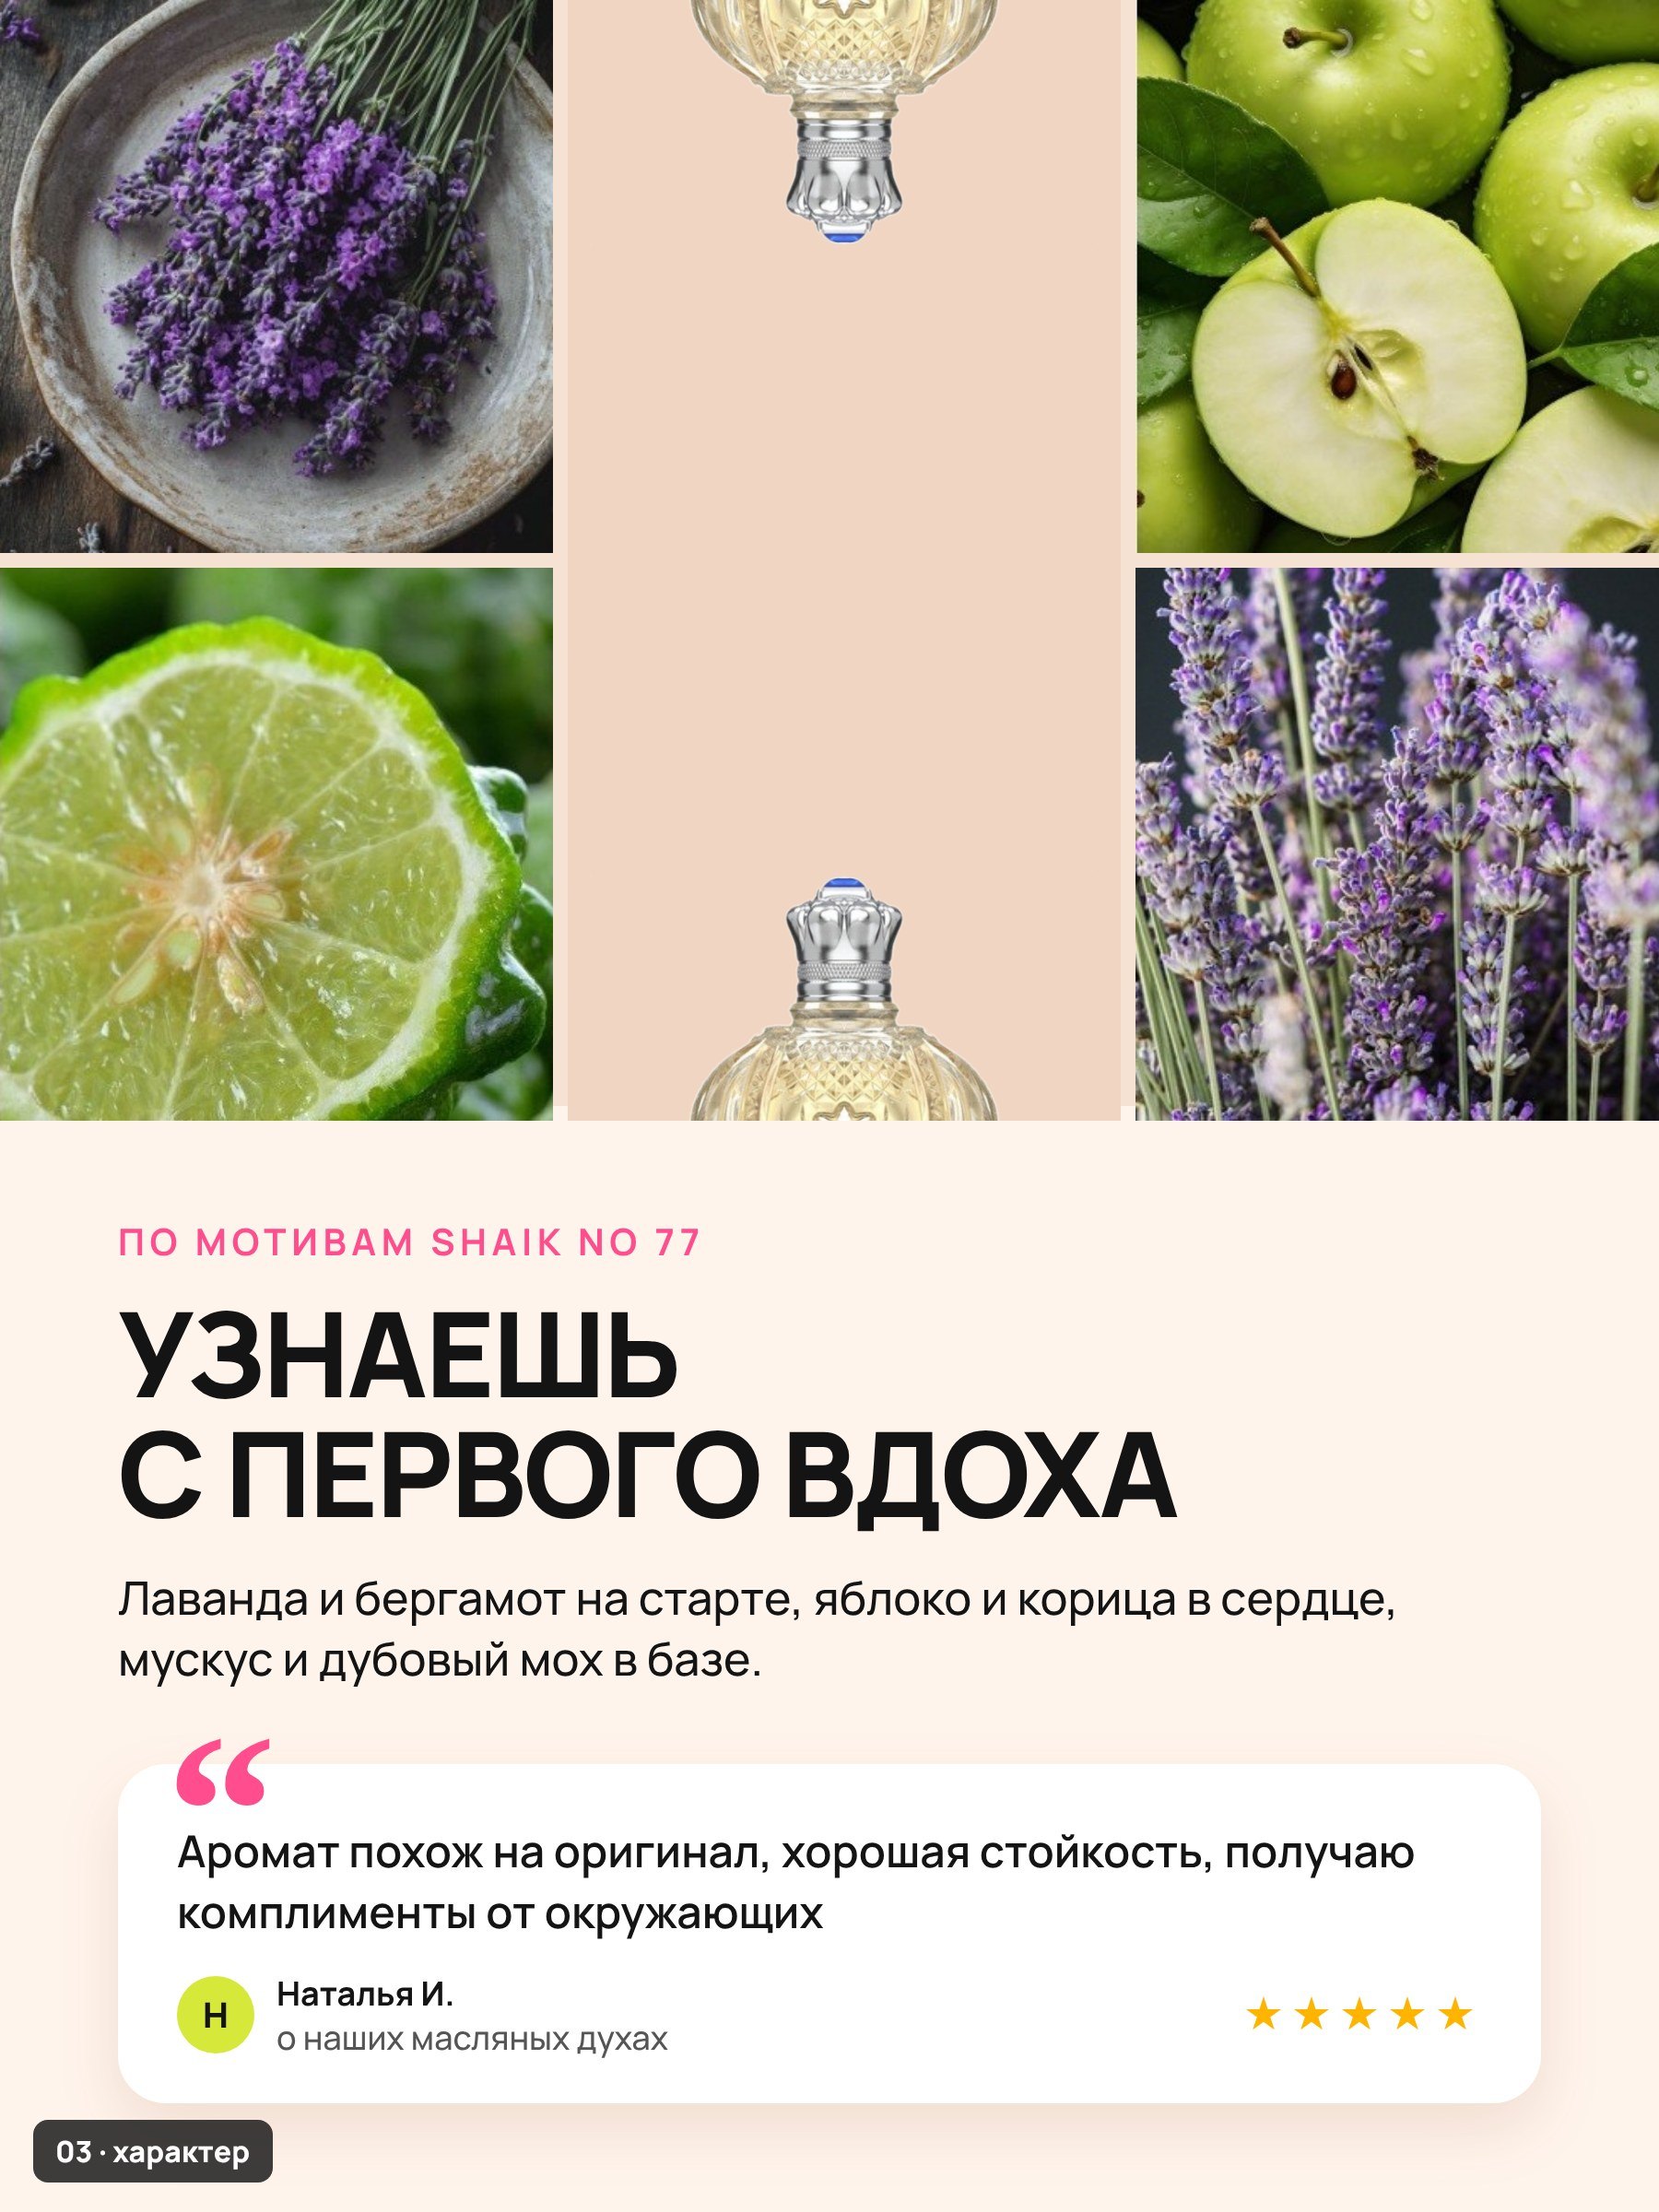 ПО МОТИВАМ SHAIK NO 77
УЗНАЕШЬ
С ПЕРВОГО ВДОХА
Лаванда и бергамот на старте, яблоко и корица в сердце,
мускус и дубовый мох в базе.
“
Аромат похож на оригинал, хорошая стойкость, получаю
комплименты от окружающих
Н
Наталья И.
о наших масляных духах
★★★★★
03 · характер